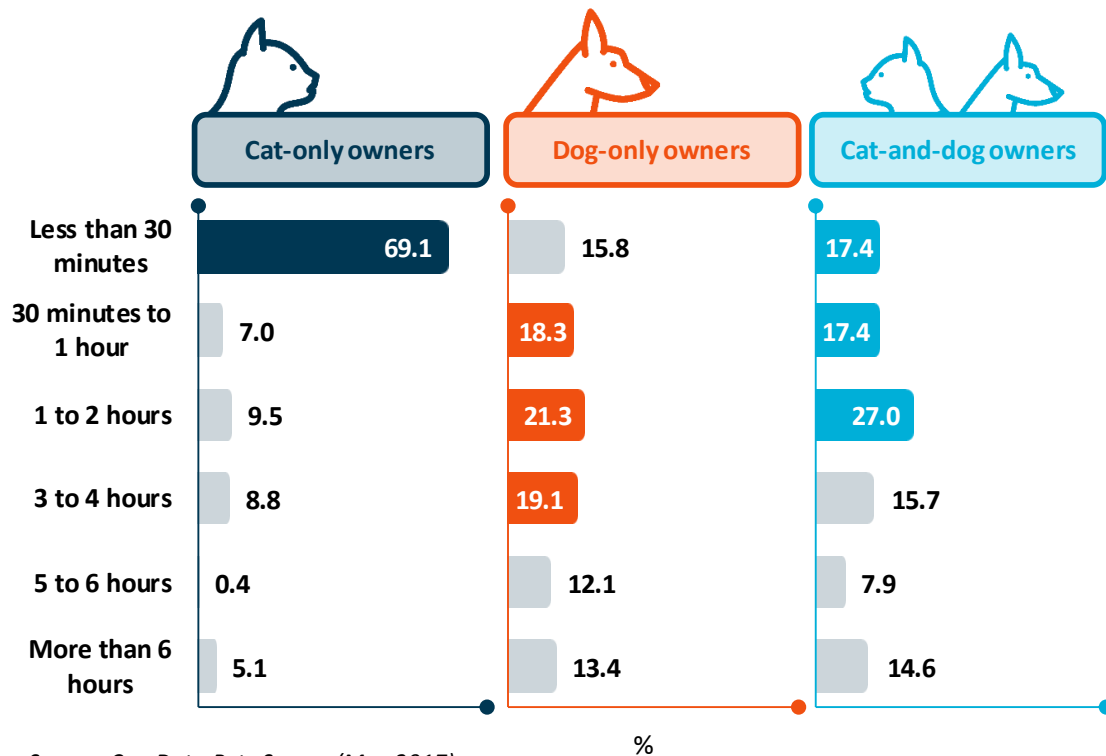 Cat-only owners
Dog-only owners
Cat-and-dog owners
Less than 30
minutes
69.1
15.8
17.4
30 minutes to
1 hour
7.0
18.3
17.4
1 to 2 hours
9.5
21.3
27.0
3 to 4 hours
8.8
19.1
15.7
5 to 6 hours
0.4
12.1
7.9
More than 6
hours
5.1
13.4
14.6
%